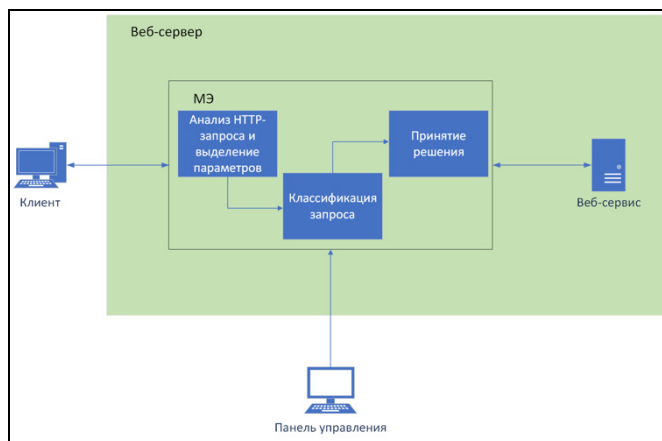 Веб-сервер
МЭ
Анализ HTTP-
запроса и
выделение
параметров
Принятие
решения
Классификация
запроса
Клиент
Веб-сервис
Панель управления